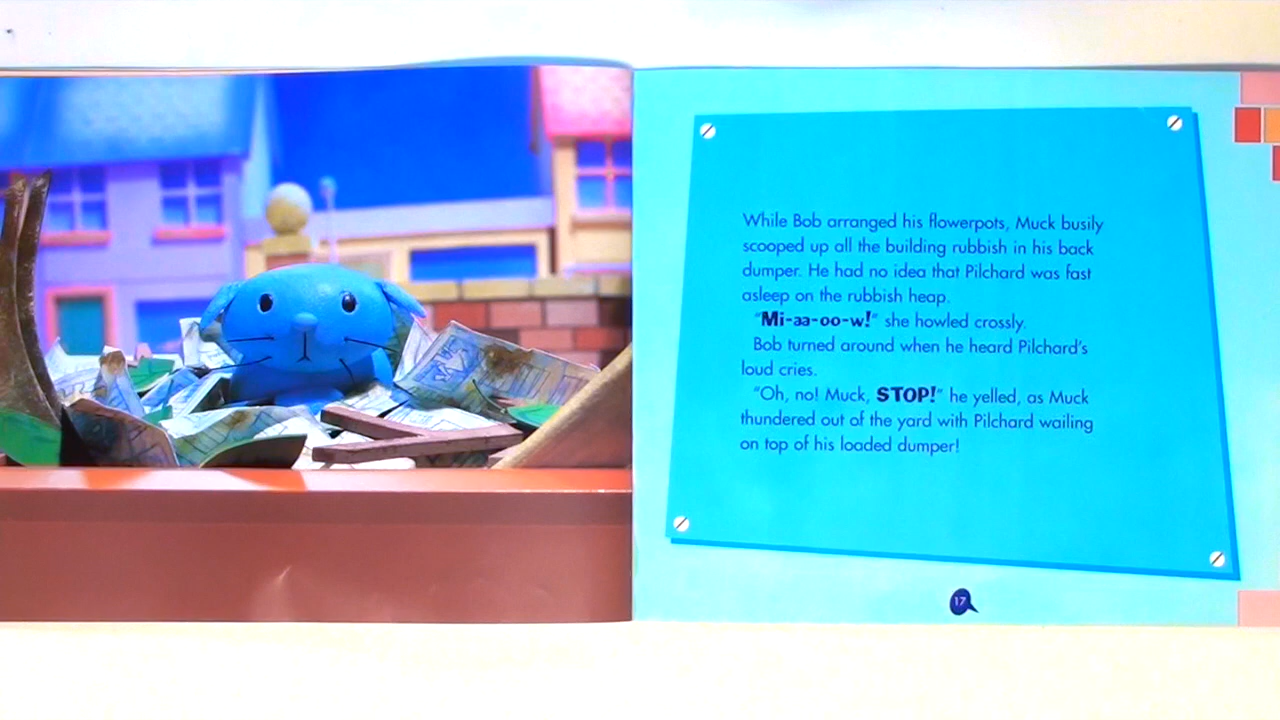 While Bob arranged his flowerpots, Muck busily
scooped up all the building rubbish in his back
dumper. He had no idea that Pilchard was fast
asleep on the rubbish heap.
"Mi-aa-oo-w!" she howled crossly.
Bob turned around when he heard Pilchard's
loud cries.
"Oh, no! Muck, STOP!" he yelled, as Muck
thundered out of the yard with Pilchard wailing
on top of his loaded dumper!
17